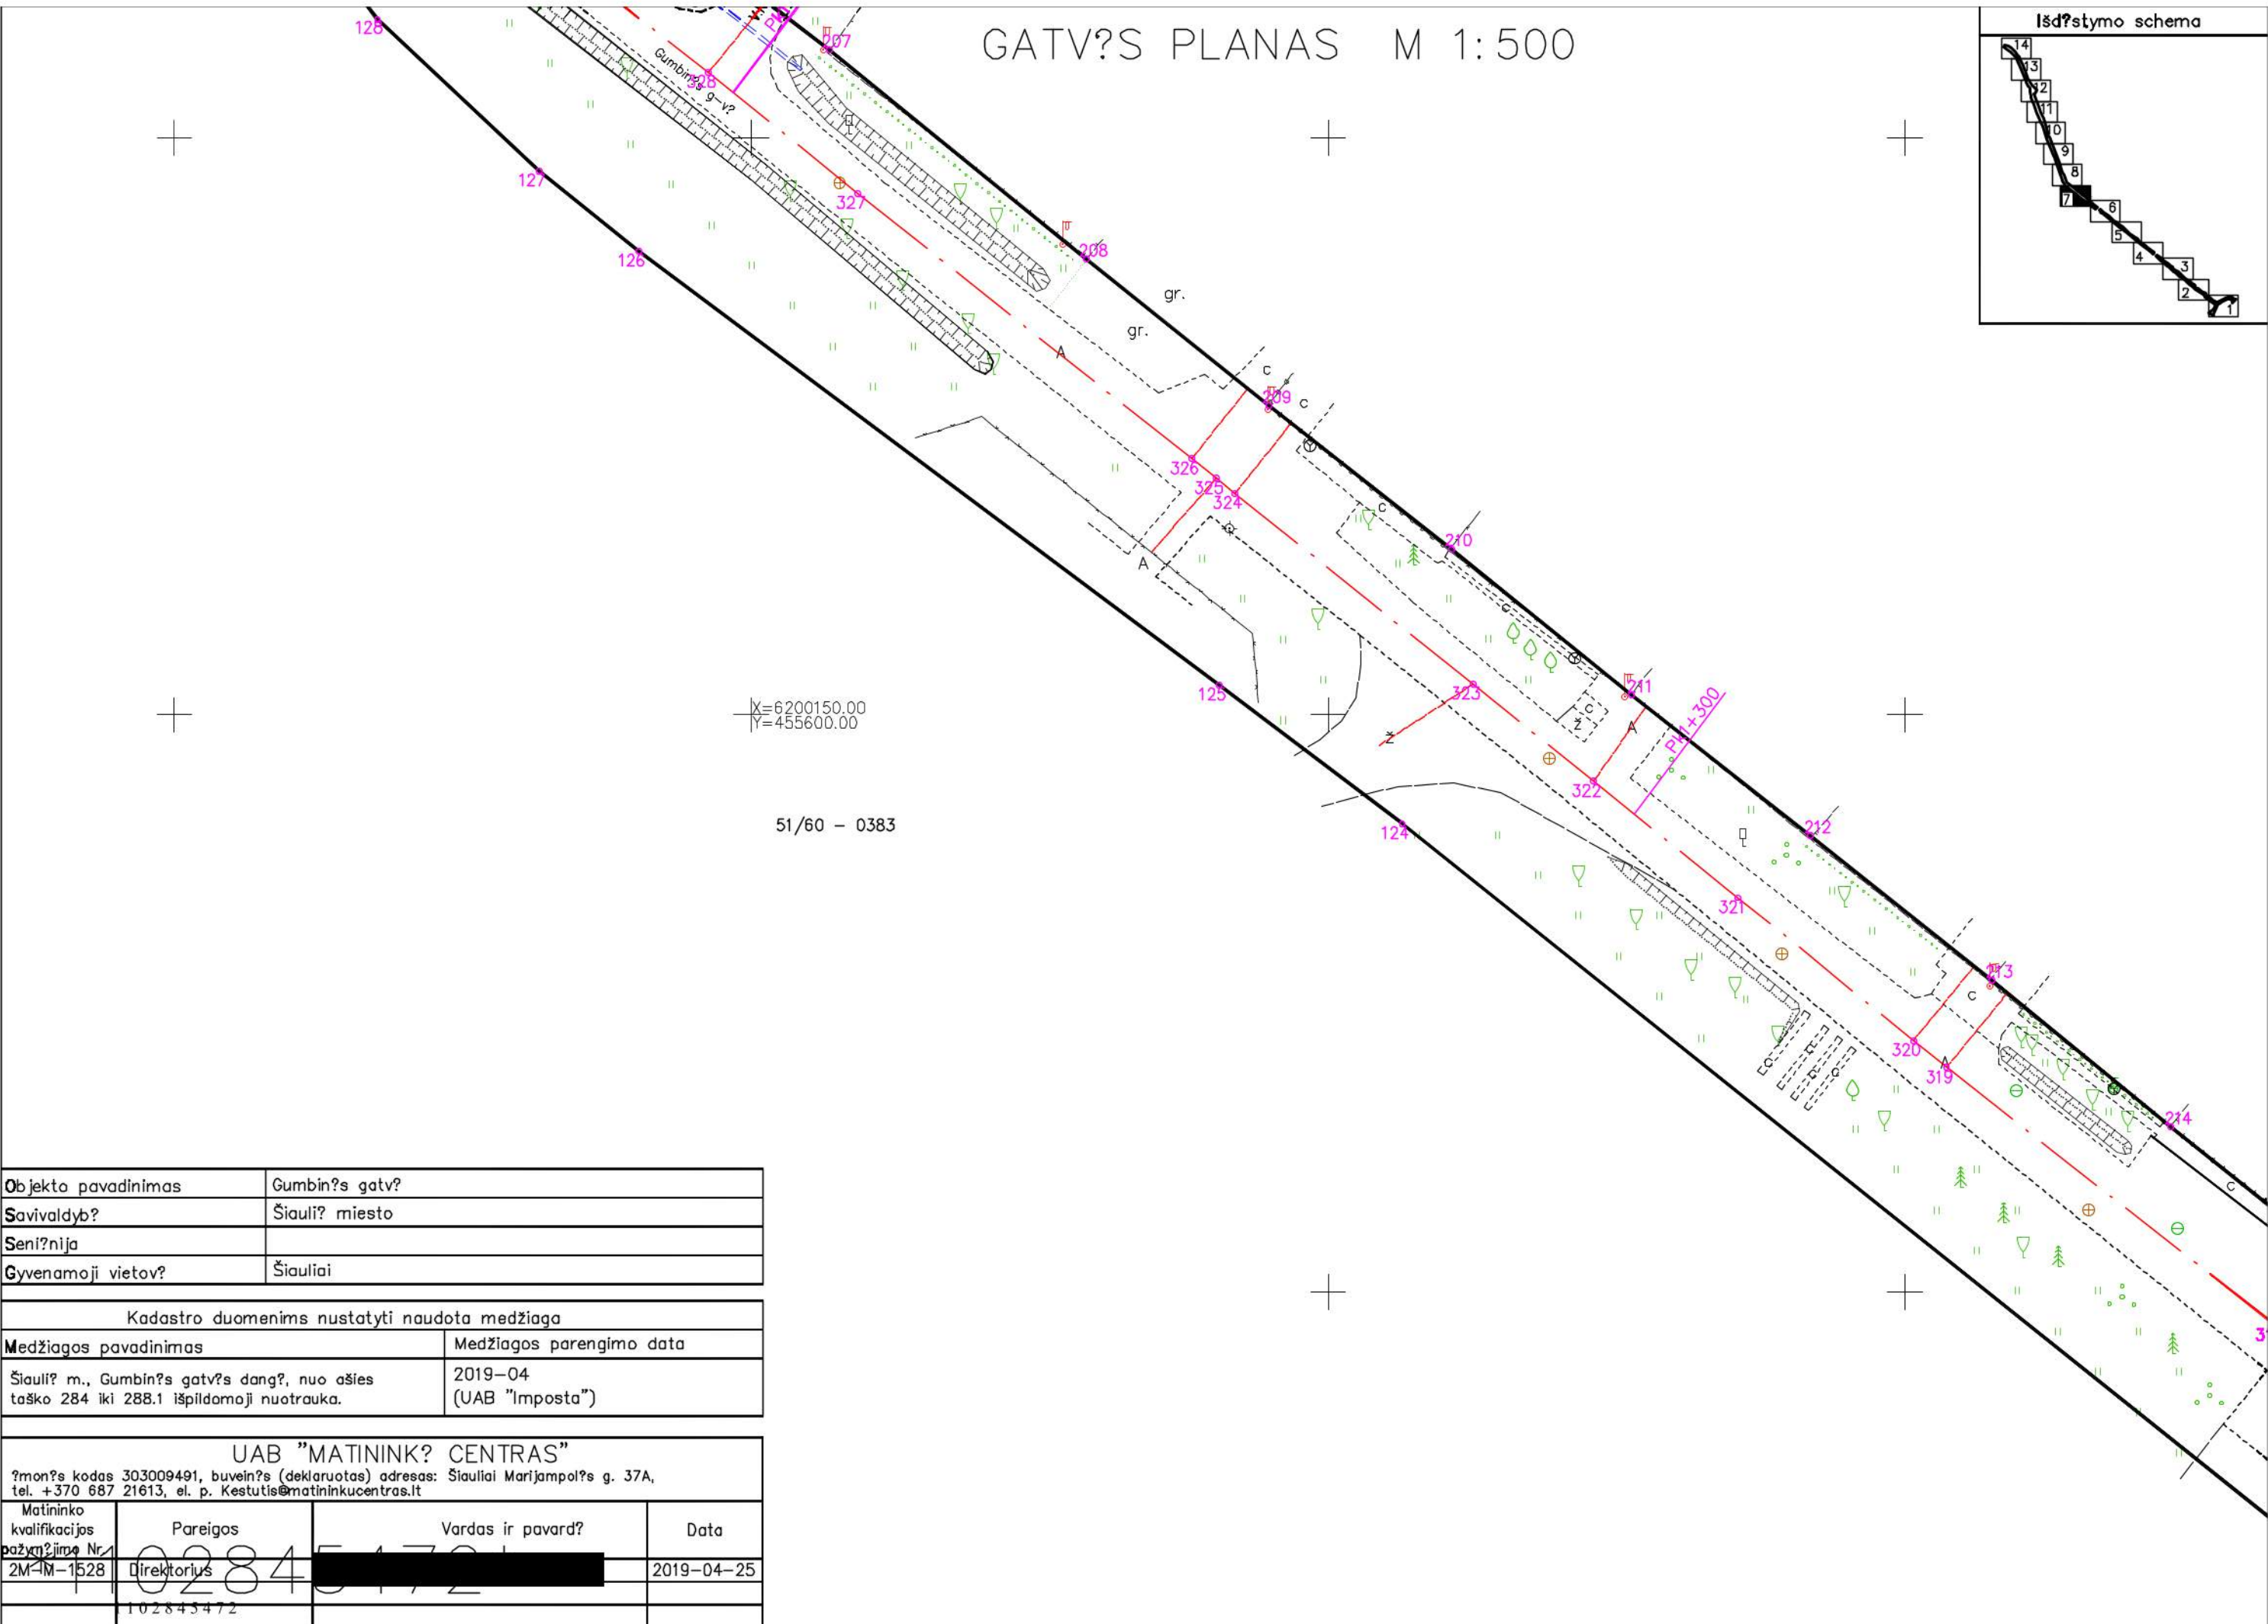 GATV?S PLANAS M 1:500
Išd?stymo schema
14
13
12
11
10
9
8
7
6
5
4
3
2
1
128
207
Gumbin?s g-v?
328
127
327
126
208
gr.
gr.
A
c
209
c
326
325
324
c
210
A
c
125
323
211
c
ž
ž
A
PK1+300
322
X=6200150.00
Y=455600.00
51/60 - 0383
124
212
321
213
c
320
A
319
c
c
c
c
214
c
Objekto pavadinimas Gumbin?s gatv?
Savivaldyb? Šiauli? miesto
Seni?nija
Gyvenamoji vietov? Šiauliai
Kadastro duomenims nustatyti naudota medžiaga
Medžiagos pavadinimas Medžiagos parengimo data
Šiauli? m., Gumbin?s gatv?s dang?, nuo ašies 2019-04
taško 284 iki 288.1 išpildomoji nuotrauka. (UAB "Imposta")
UAB "MATININK? CENTRAS"
?mon?s kodas 303009491, buvein?s (deklaruotas) adresas: Šiauliai Marijampol?s g. 37A,
tel. +370 687 21613, el. p. Kestutis@matininkucentras.lt
Matininko
kvalifikacijos
pažym?jimo Nr. Pareigos Vardas ir pavard? Data
2M-M-1528 Direktorius 2019-04-25
1102845472